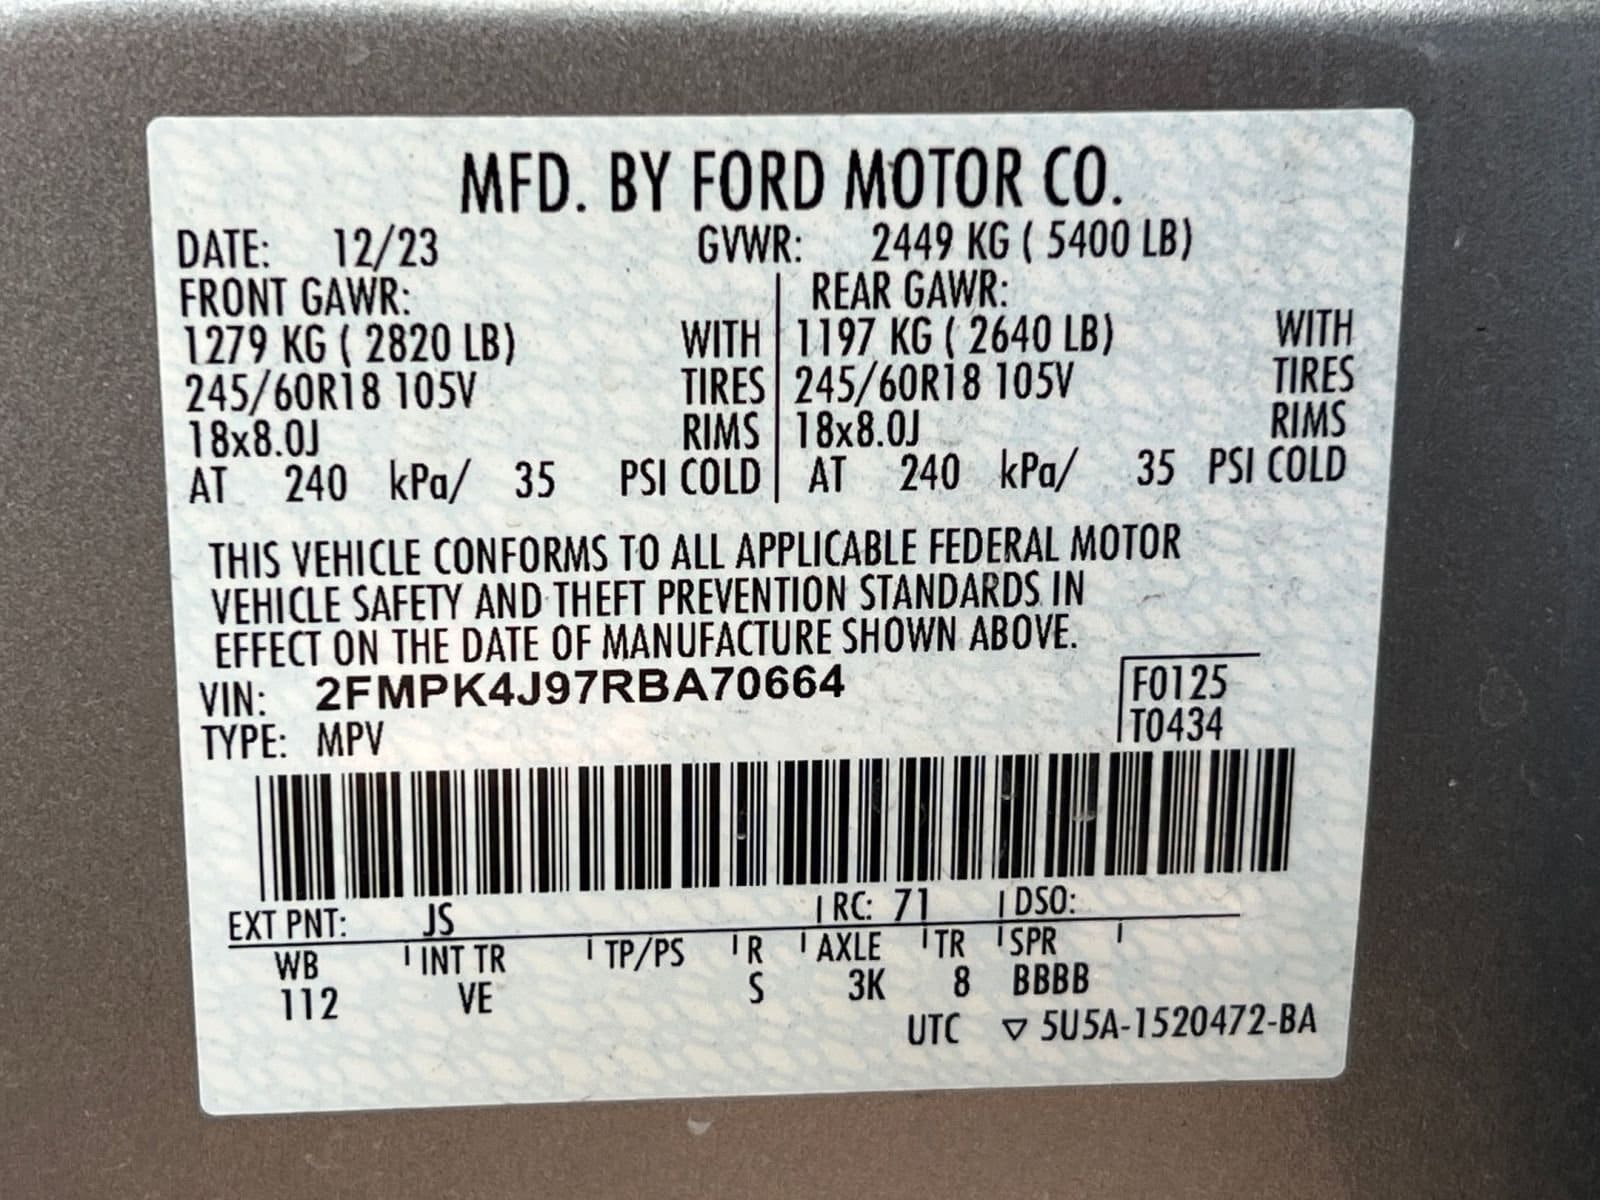 MFD. BY FORD MOTOR CO.
DATE: 12/23 GVWR: 2449 KG ( 5400 LB)
FRONT GAWR: REAR GAWR:
1279 KG ( 2820 LB) WITH 1197 KG ( 2640 LB) WITH
245/60R18 105V TIRES 245/60R18 105V TIRES
18x8.0J RIMS 18x8.0J RIMS
AT 240 kPa/ 35 PSI COLD AT 240 kPa/ 35 PSI COLD
THIS VEHICLE CONFORMS TO ALL APPLICABLE FEDERAL MOTOR
VEHICLE SAFETY AND THEFT PREVENTION STANDARDS IN
EFFECT ON THE DATE OF MANUFACTURE SHOWN ABOVE.
VIN: 2FMPK4J97RBA70664 F0125
TYPE: MPV T0434
EXT PNT: JS RC: 71 DSO:
WB INT TR TP/PS R AXLE TR SPR
112 VE S 3K 8 BBBB
UTC ▽ 5U5A-1520472-BA